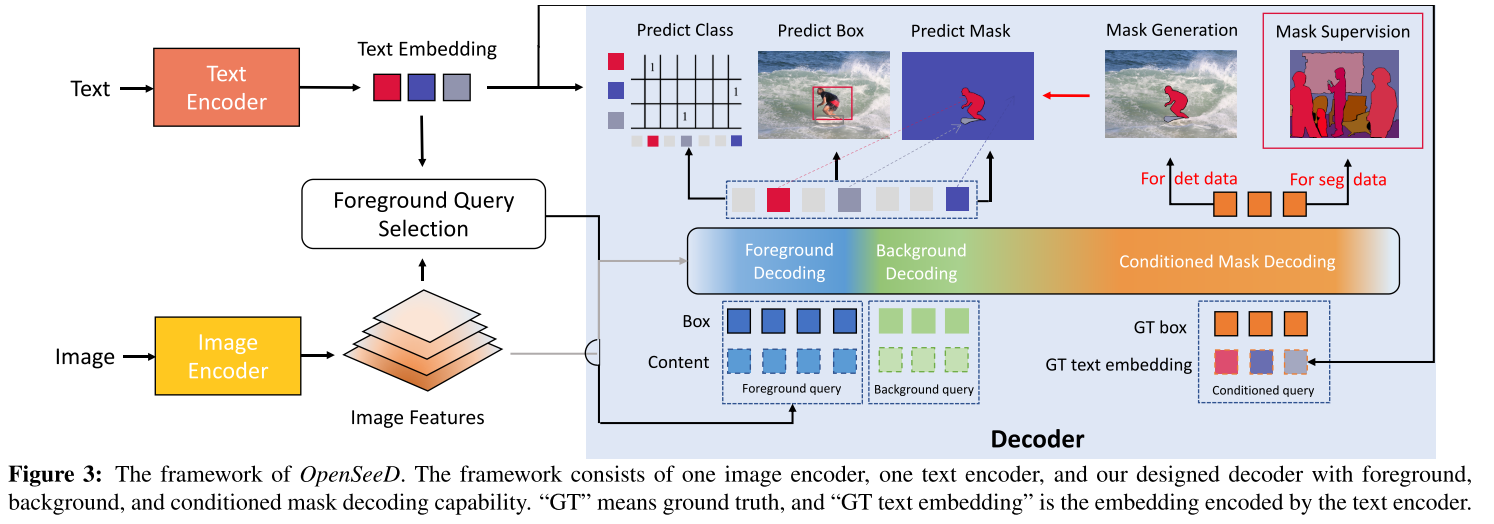 Text
Text
Encoder
Text Embedding
Foreground Query
Selection
Image
Image
Encoder
Image Features
Predict Class
1
1
1
Predict Box
Predict Mask
Mask Generation
Mask Supervision
For det data
For seg data
Foreground
Decoding
Background
Decoding
Conditioned Mask Decoding
Box
Content
Foreground query
Background query
GT box
GT text embedding
Conditioned query
Decoder
Figure 3: The framework of OpenSeeD. The framework consists of one image encoder, one text encoder, and our designed decoder with foreground,
background, and conditioned mask decoding capability. “GT” means ground truth, and “GT text embedding” is the embedding encoded by the text encoder.